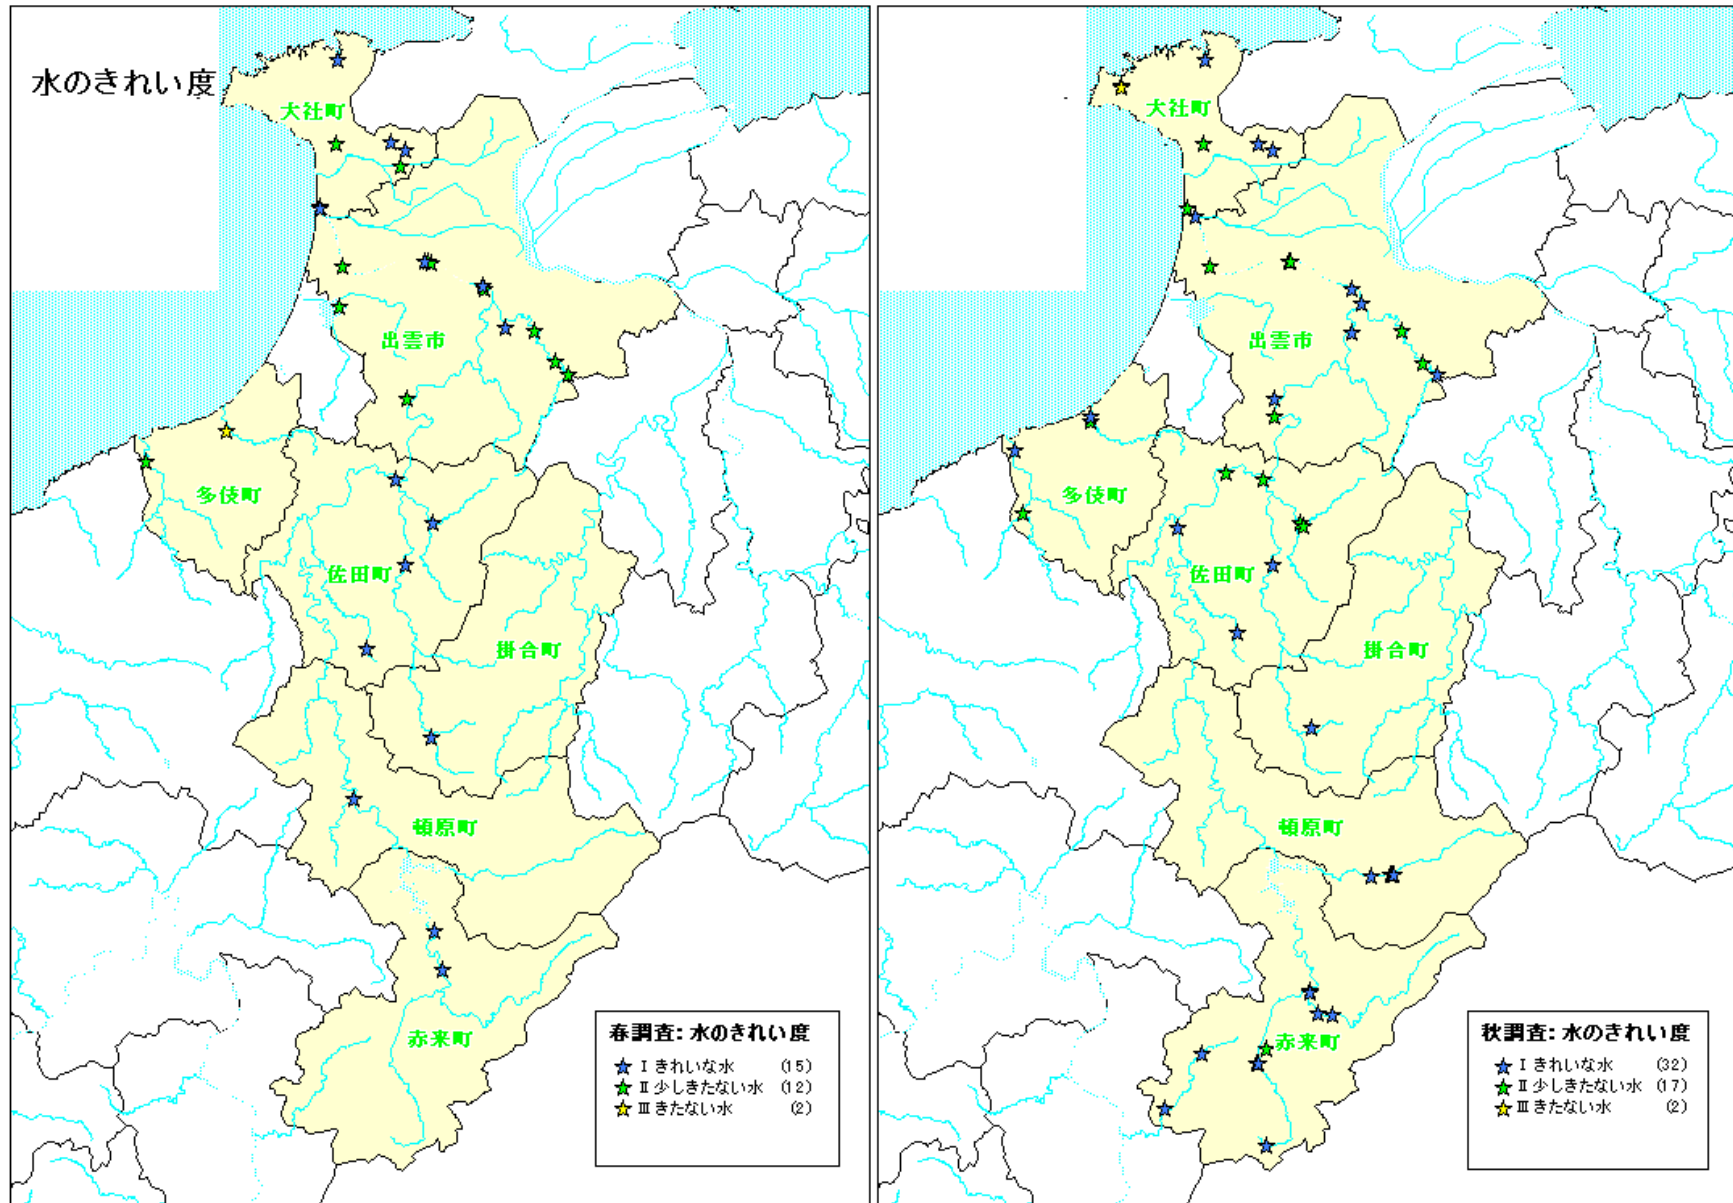 水のきれい度
大社町
出雲市
多伎町
佐田町
掛合町
頓原町
赤来町
春調査:水のきれい度
Ⅰ きれいな水 (15)
Ⅱ 少しきたない水 (12)
Ⅲ きたない水 (2)
大社町
出雲市
多伎町
佐田町
掛合町
頓原町
赤来町
秋調査:水のきれい度
Ⅰ きれいな水 (32)
Ⅱ 少しきたない水 (17)
Ⅲ きたない水 (2)